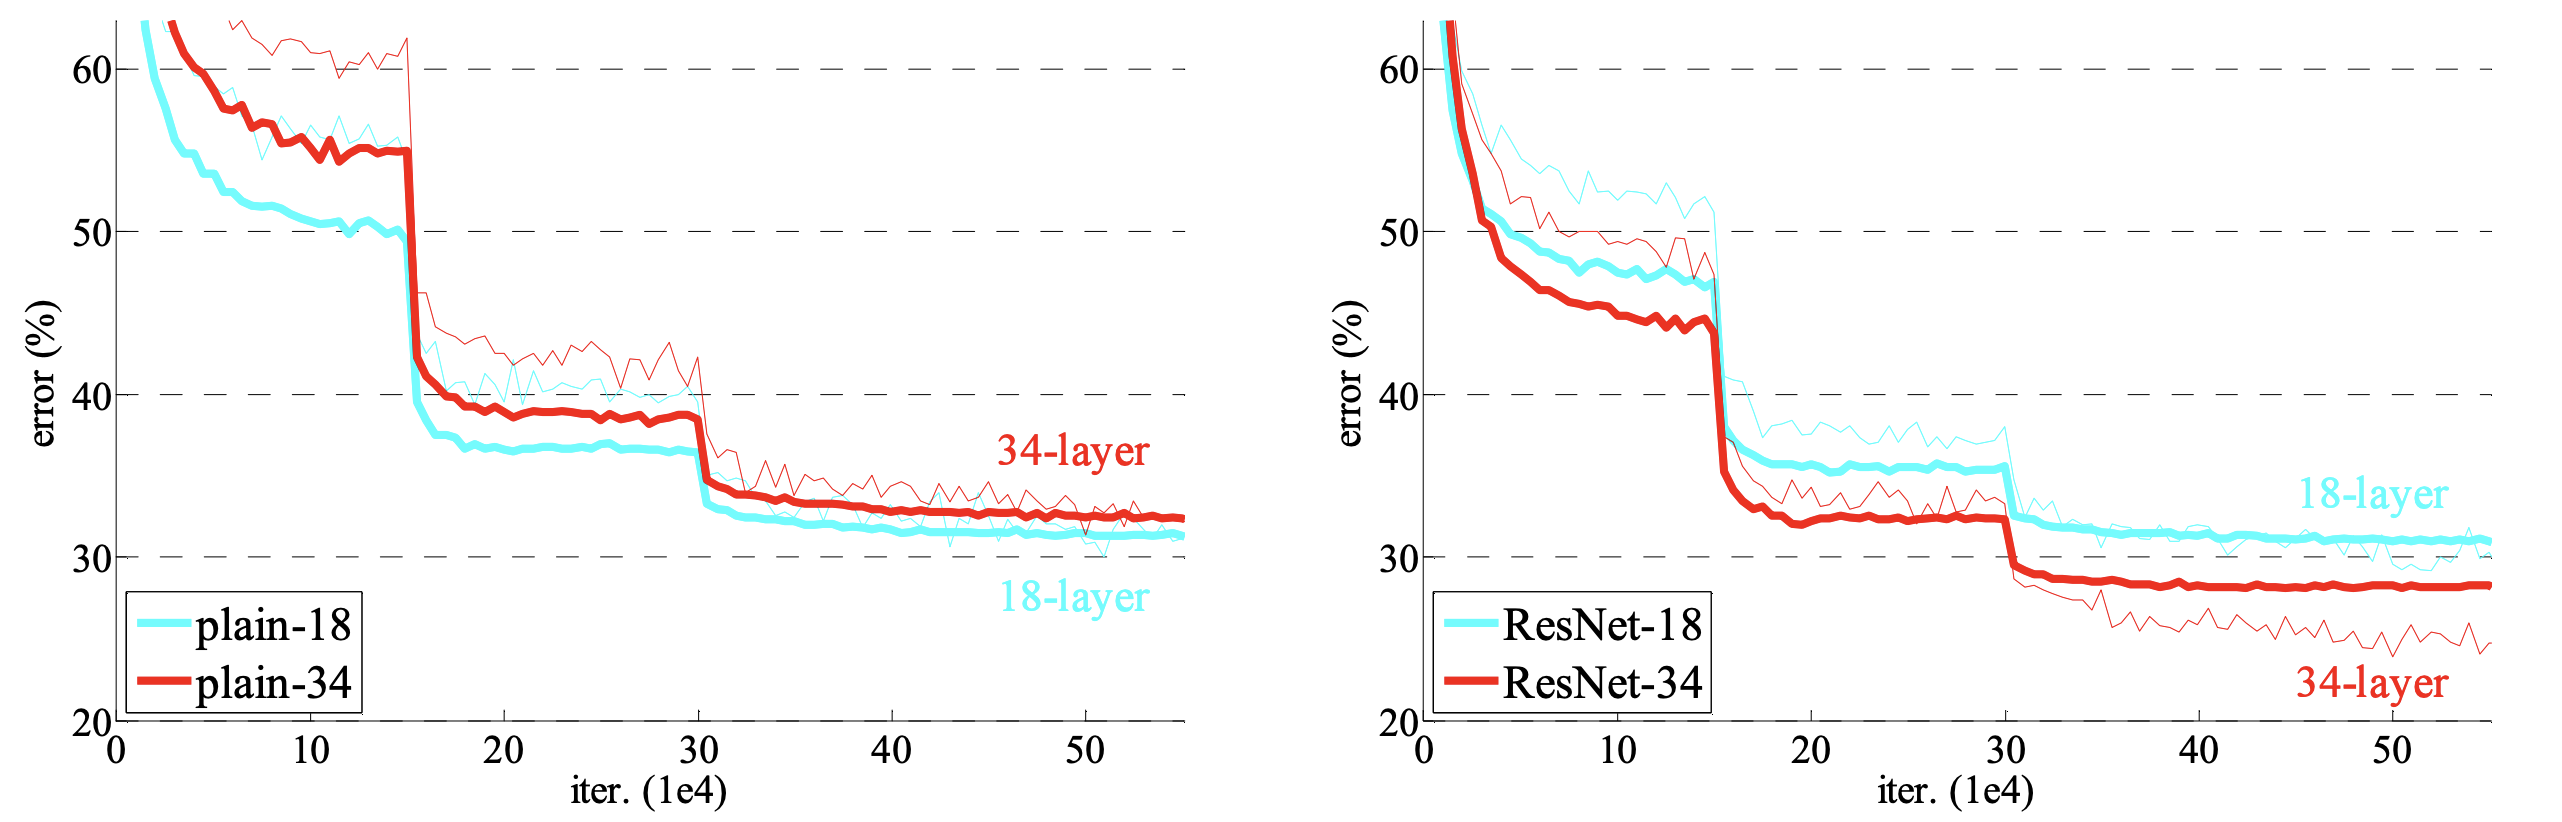 60
50
40
30
20
error (%)
34-layer
18-layer
plain-18
plain-34
0 10 20 30 40 50
iter. (1e4)
60
50
40
30
20
error (%)
18-layer
34-layer
ResNet-18
ResNet-34
0 10 20 30 40 50
iter. (1e4)